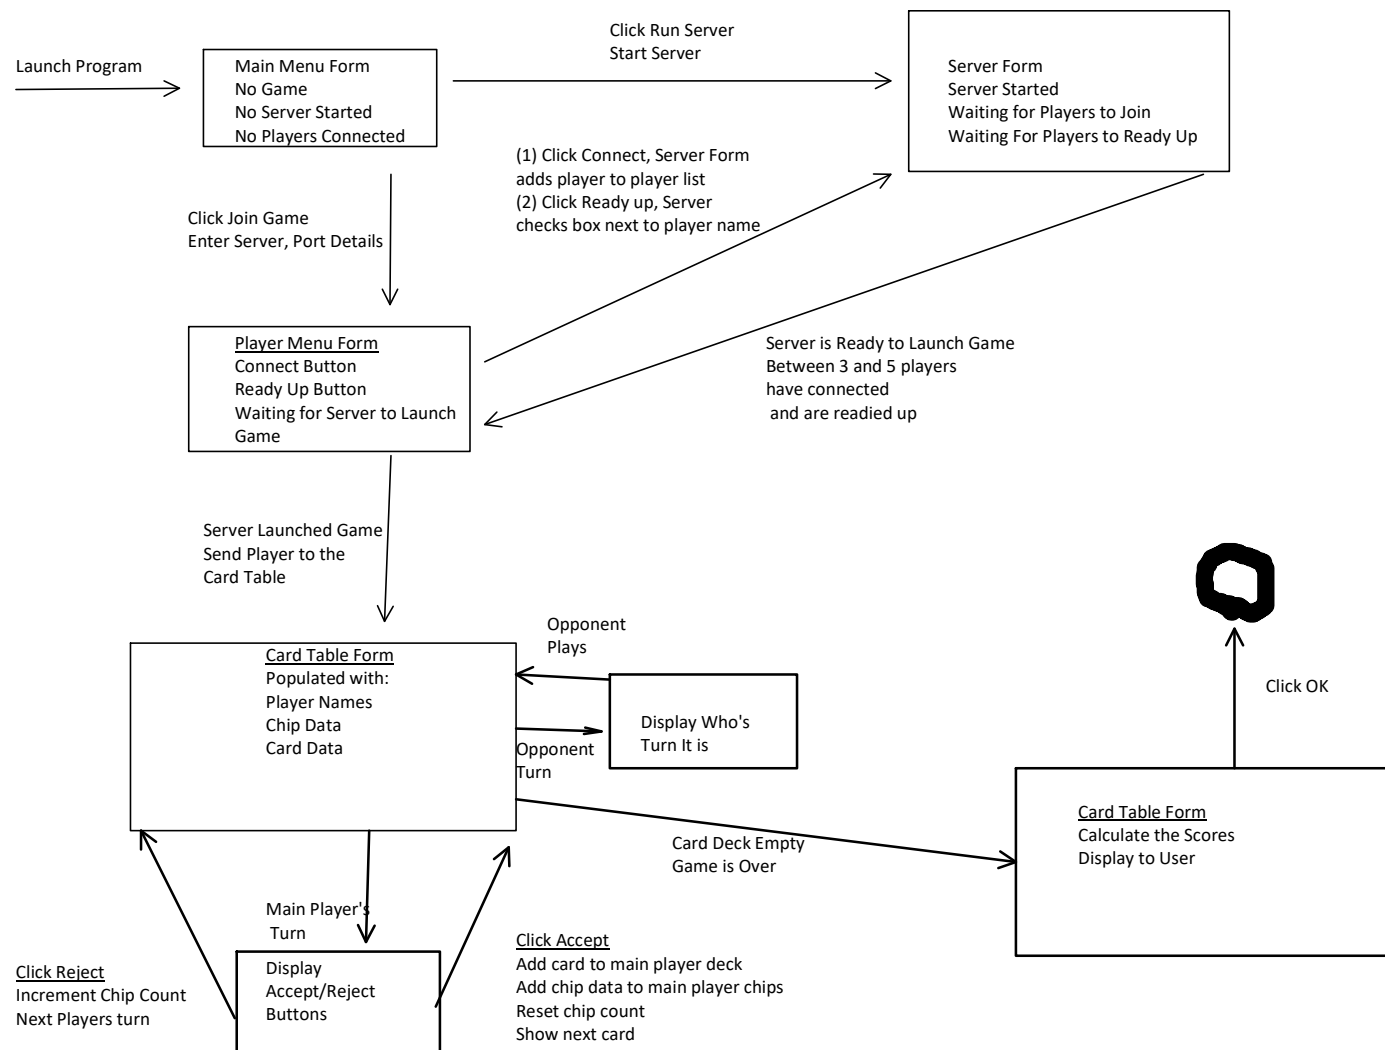 Launch Program
Main Menu Form
No Game
No Server Started
No Players Connected
Click Run Server
Start Server
Server Form
Server Started
Waiting for Players to Join
Waiting For Players to Ready Up
(1) Click Connect, Server Form
adds player to player list
(2) Click Ready up, Server
checks box next to player name
Click Join Game
Enter Server, Port Details
Player Menu Form
Connect Button
Ready Up Button
Waiting for Server to Launch
Game
Server is Ready to Launch Game
Between 3 and 5 players
have connected
and are readied up
Server Launched Game
Send Player to the
Card Table
Card Table Form
Populated with:
Player Names
Chip Data
Card Data
Opponent
Plays
Display Who's
Turn It is
Opponent
Turn
Click OK
Card Table Form
Calculate the Scores
Display to User
Card Deck Empty
Game is Over
Main Player's
Turn
Click Reject
Increment Chip Count
Next Players turn
Display
Accept/Reject
Buttons
Click Accept
Add card to main player deck
Add chip data to main player chips
Reset chip count
Show next card